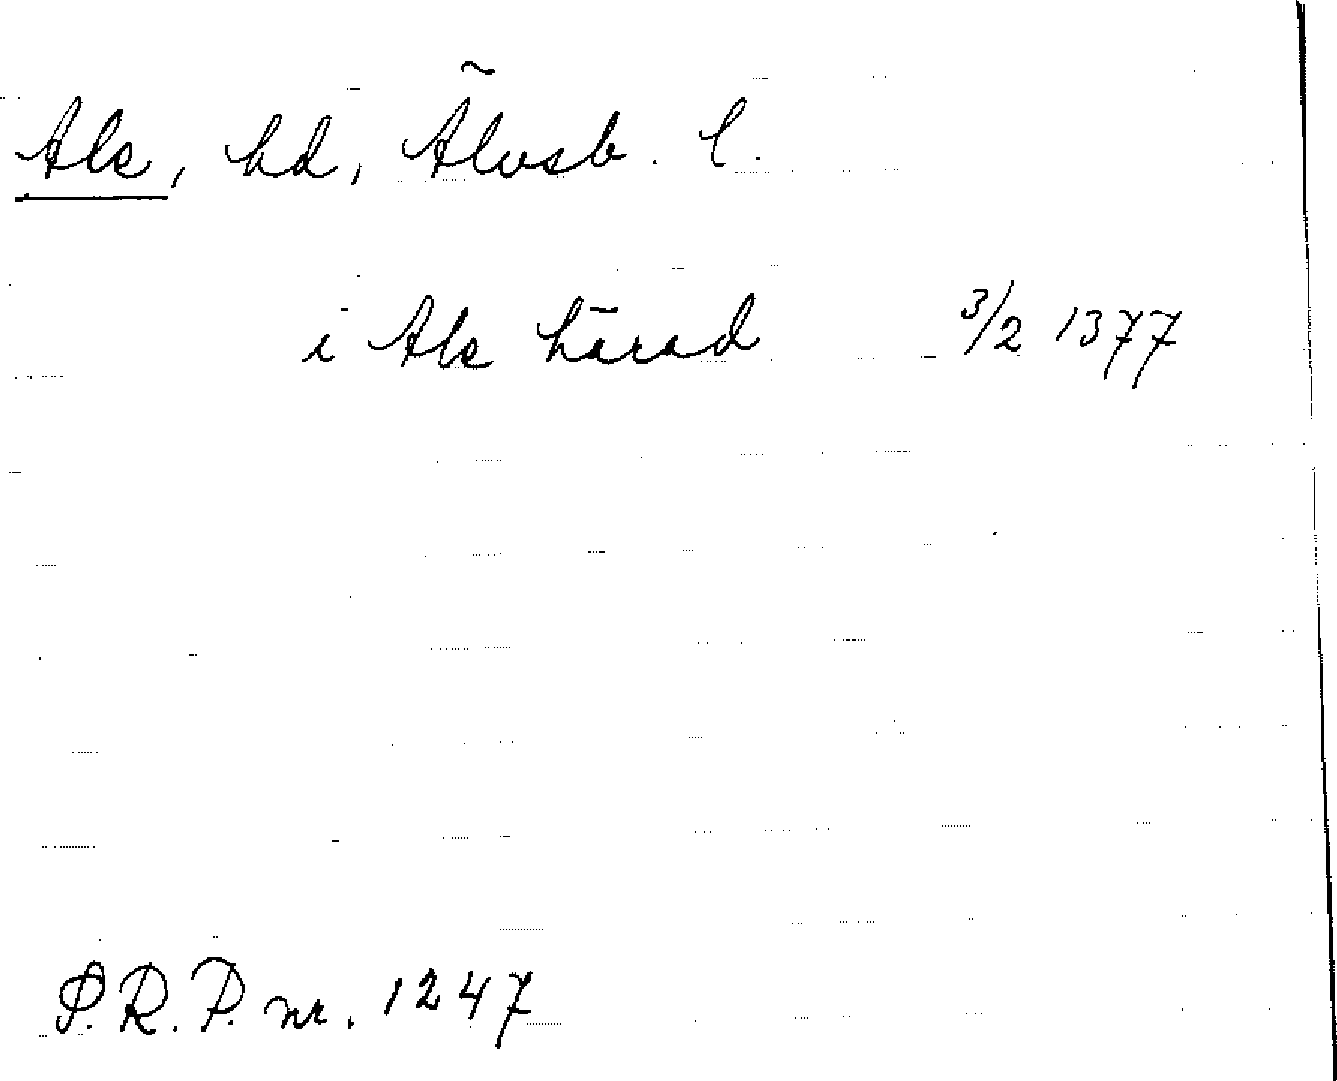 Ale, hd, Älvsb. l.
i Ale härad 3/2 1377
S.R.P. nr. 1247